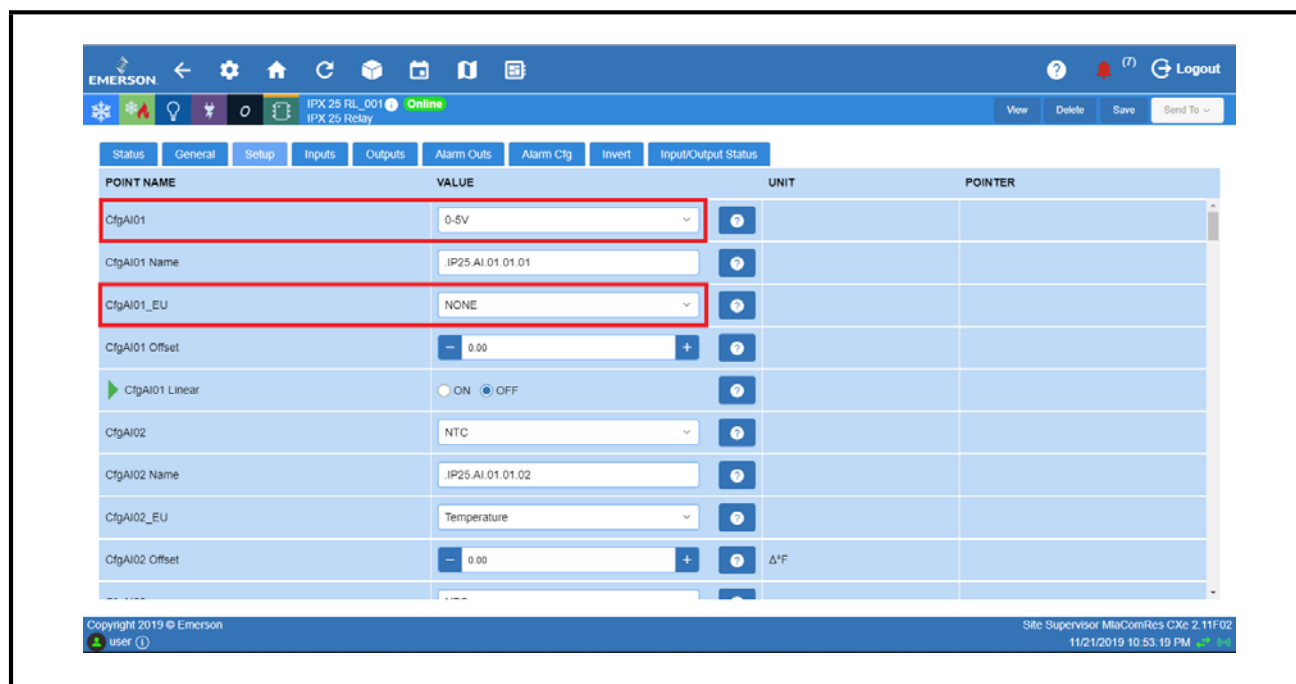 EMERSON
(7) Logout
IPX 25 RL_001 Online
IPX 25 Relay
View Delete Save Send To
Status General Setup Inputs Outputs Alarm Outs Alarm Cfg Invert Input/Output Status
POINT NAME VALUE UNIT POINTER
CfgAI01 0-5V
CfgAI01 Name .IP25.AI.01.01.01
CfgAI01_EU NONE
CfgAI01 Offset 0.00
CfgAI01 Linear ON OFF
CfgAI02 NTC
CfgAI02 Name .IP25.AI.01.01.02
CfgAI02_EU Temperature
CfgAI02 Offset 0.00 Δ°F
Copyright 2019 © Emerson Site Supervisor MlaComRes CXe 2.11F02
user 11/21/2019 10:53:19 PM